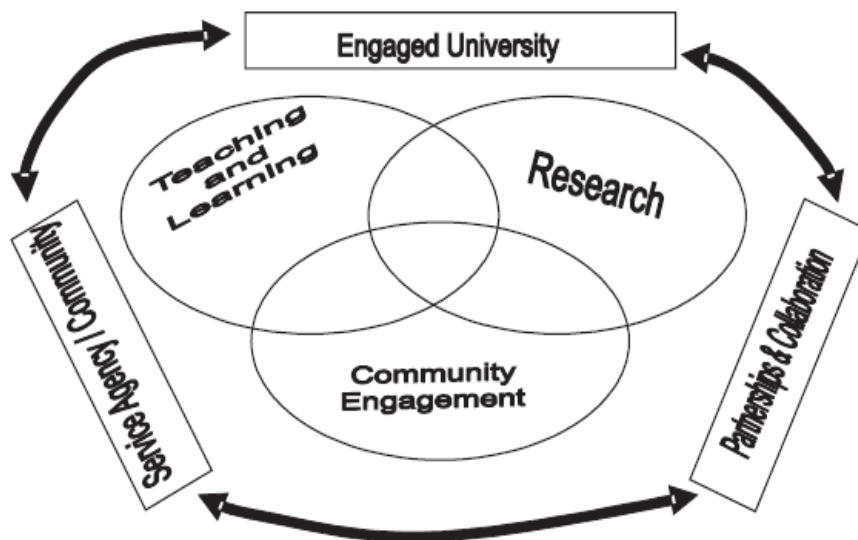 Engaged University
Teaching
and
Learning
Research
Service Agency / Community
Partnerships & Collaboration
Community
Engagement